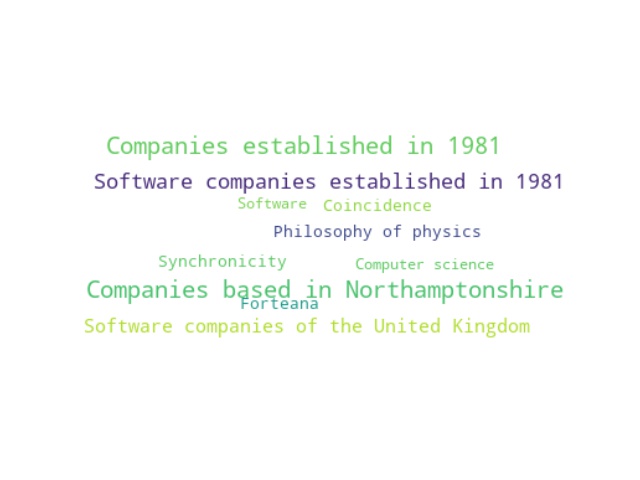 Companies established in 1981
Software companies established in 1981
Software Coincidence
Philosophy of physics
Synchronicity Computer science
Companies based in Northamptonshire
Forteana
Software companies of the United Kingdom